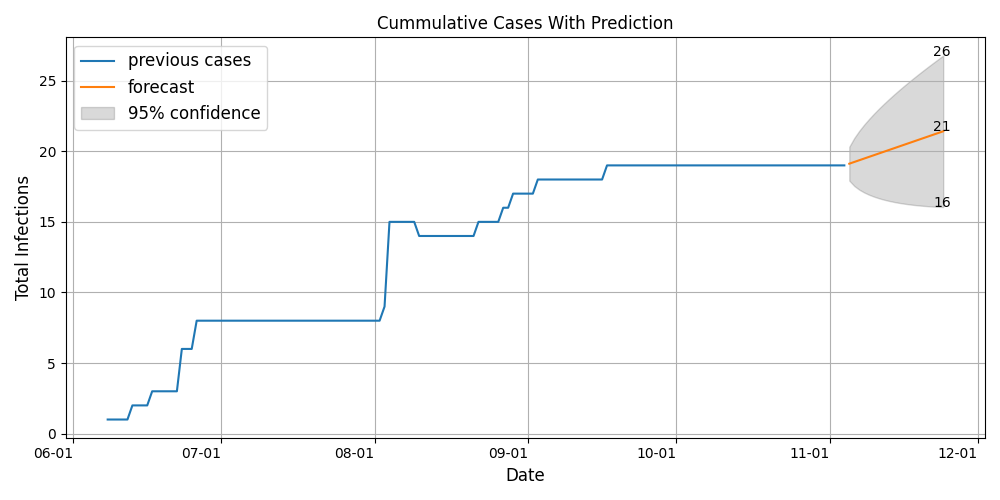 Cummulative Cases With Prediction
previous cases
forecast
95% confidence
26
21
16
25
20
15
10
5
0
Total Infections
06-01 07-01 08-01 09-01 10-01 11-01 12-01
Date